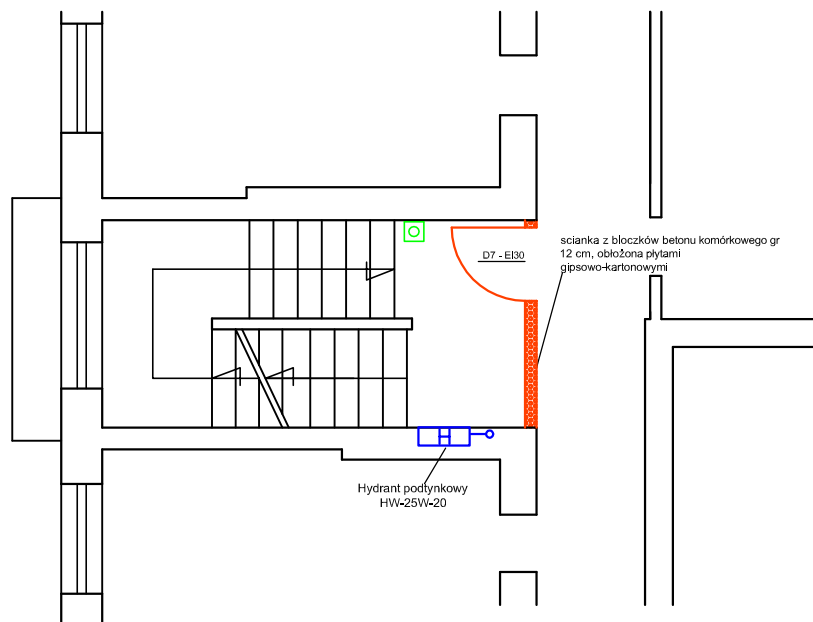 scianka z bloczków betonu komórkowego gr
12 cm, obłożona płytami
gipsowo-kartonowymi
D7 - EI30
Hydrant podtynkowy
HW-25W-20